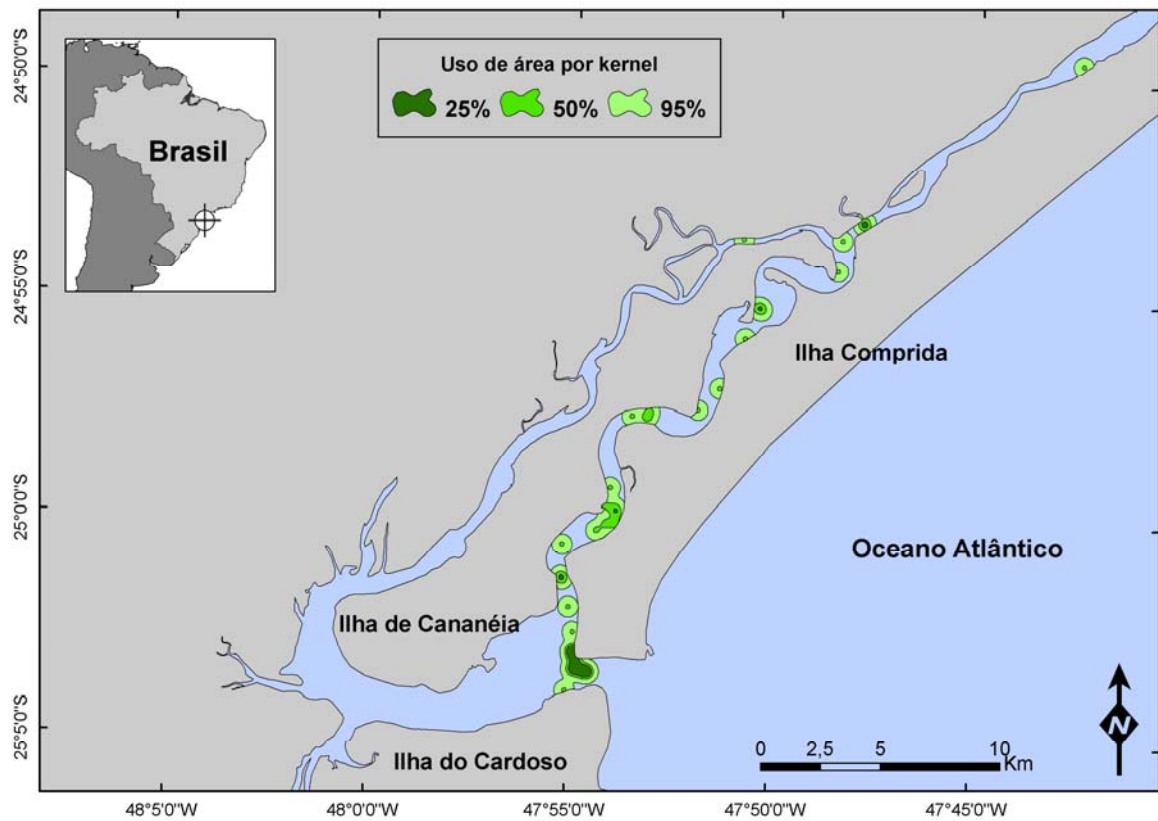 Uso de área por kernel
25% 50% 95%
Brasil
24°50'0"S
24°55'0"S
25°0'0"S
25°5'0"S
Ilha Comprida
Oceano Atlântico
Ilha de Cananéia
Ilha do Cardoso
0 2,5 5 10
Km
N
48°5'0"W 48°0'0"W 47°55'0"W 47°50'0"W 47°45'0"W